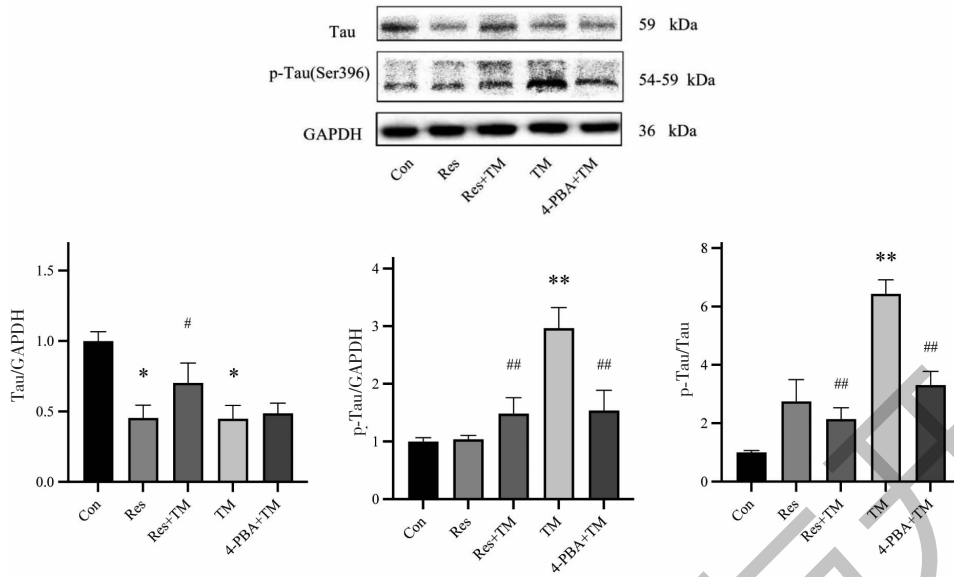 Tau
59 kDa
p-Tau(Ser396)
54-59 kDa
GAPDH
36 kDa
Con
Res
Res+TM
TM
4-PBA+TM
Tau/GAPDH
1.5
1.0
0.5
0.0
*
#
*
Con
Res
Res+TM
TM
4-PBA+TM
p-Tau/GAPDH
4
3
2
1
0
##
**
##
Con
Res
Res+TM
TM
4-PBA+TM
p-Tau/Tau
8
6
4
2
0
##
**
##
Con
Res
Res+TM
TM
4-PBA+TM